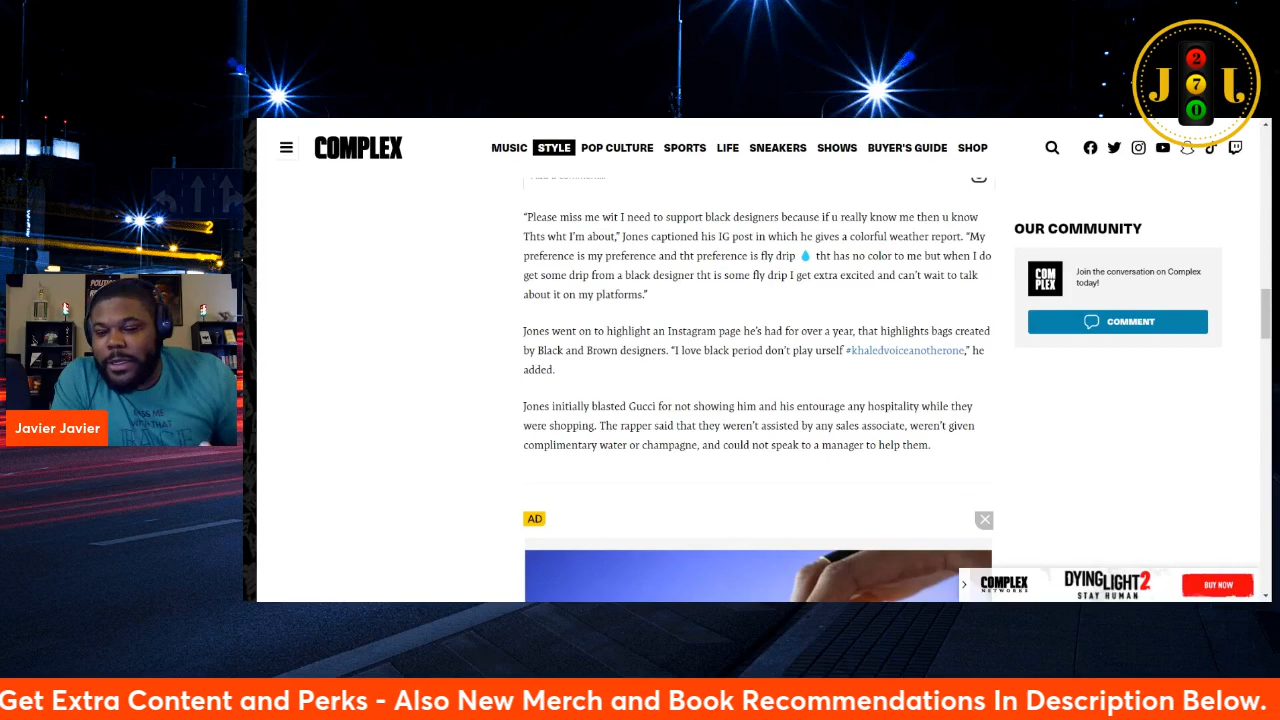 J 2 7 0 J
COMPLEX
MUSIC STYLE POP CULTURE SPORTS LIFE SNEAKERS SHOWS BUYER'S GUIDE SHOP
“Please miss me wit I need to support black designers because if u really know me then u know
Thts wht I’m about,” Jones captioned his IG post in which he gives a colorful weather report. “My
preference is my preference and tht preference is fly drip 💧 tht has no color to me but when I do
get some drip from a black designer tht is some fly drip I get extra excited and can’t wait to talk
about it on my platforms.”
Jones went on to highlight an Instagram page he’s had for over a year, that highlights bags created
by Black and Brown designers. “I love black period don’t play urself #khaledvoiceanotherone,” he
added.
Jones initially blasted Gucci for not showing him and his entourage any hospitality while they
were shopping. The rapper said that they weren’t assisted by any sales associate, weren’t given
complimentary water or champagne, and could not speak to a manager to help them.
AD
OUR COMMUNITY
COM
PLEX
Join the conversation on Complex
today!
COMMENT
COMPLEX
NETWORKS
DYING LIGHT 2
STAY HUMAN
BUY NOW
MISS ME
WITH THAT
RACE
Javier Javier
Get Extra Content and Perks - Also New Merch and Book Recommendations In Description Below.